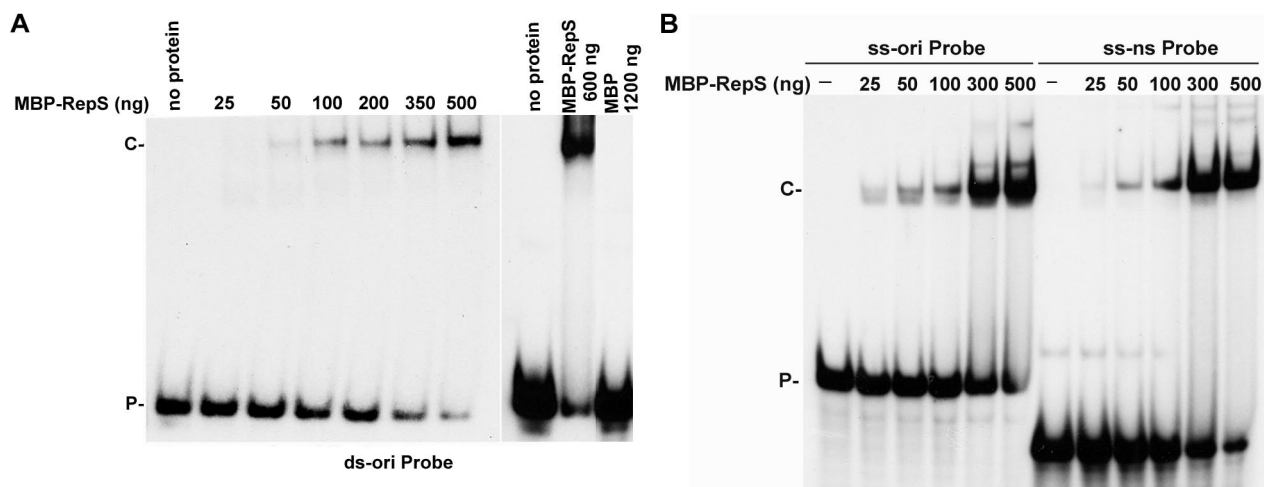 A
no protein
MBP-RepS
600 ng
MBP
1200 ng
no protein
MBP-RepS (ng)
25 50 100 200 350 500
C-
P-
ds-ori Probe
B
ss-ori Probe ss-ns Probe
MBP-RepS (ng) – 25 50 100 300 500 – 25 50 100 300 500
C-
P-